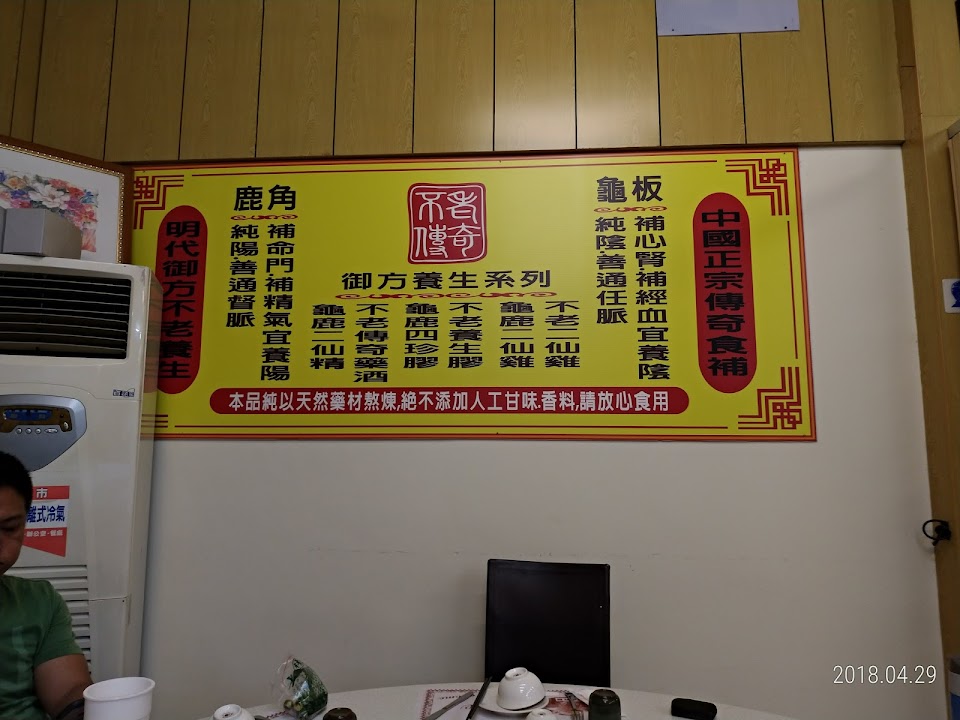 中國正宗傳奇食補
龜板
補心腎補經血宜養陰
純陰.善通任脈
不老傳奇
御方養生系列
不老二仙雞
龜鹿二仙雞
不老養生膠
龜鹿四珍膠
不老傳奇藥酒
龜鹿二仙精
鹿角
補命門補精氣宜養陽
純陽.善通督脈
明代御方不老養生
本品純以天然藥材熬煉,絕不添加人工甘味.香料,請放心食用
市
離式冷氣
2018.04.29